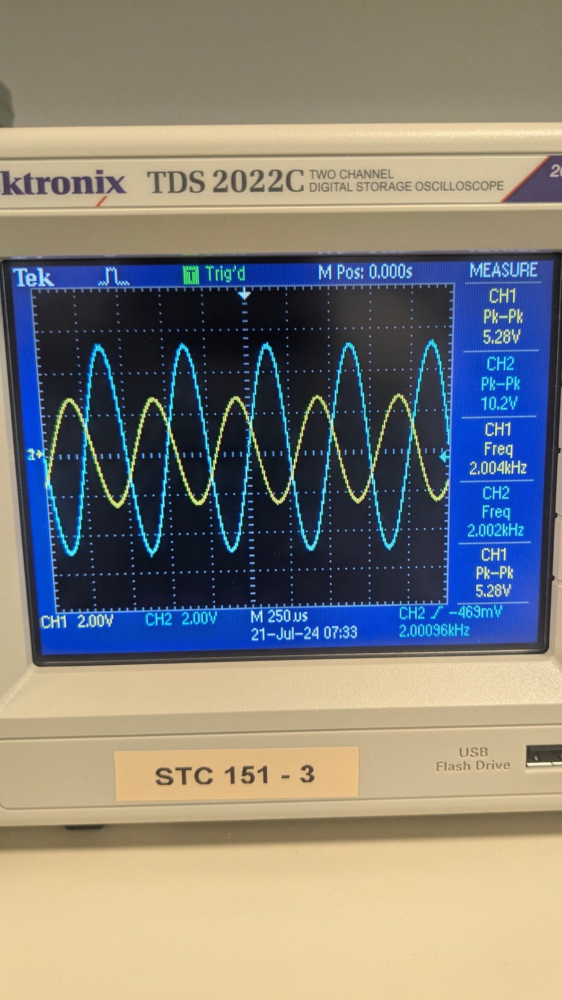 ktronix TDS 2022C TWO CHANNEL
DIGITAL STORAGE OSCILLOSCOPE
Tek Trig'd M Pos: 0.000s MEASURE
CH1
Pk-Pk
5.28V
CH2
Pk-Pk
10.2V
CH1
Freq
2.004kHz
CH2
Freq
2.002kHz
CH1
Pk-Pk
5.28V
CH1 2.00V CH2 2.00V M 250µs CH2 -469mV
21-Jul-24 07:33 2.00096kHz
USB
Flash Drive
STC 151 - 3